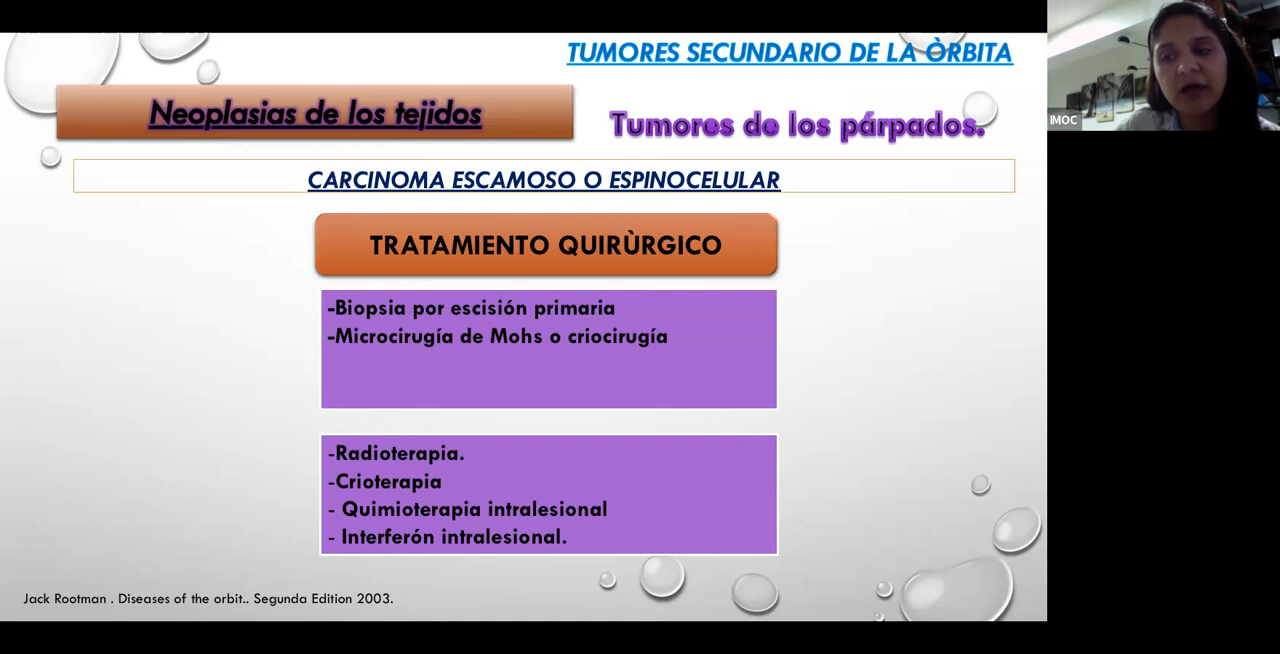 TUMORES SECUNDARIO DE LA ÒRBITA
Neoplasias de los tejidos
Tumores de los párpados.
CARCINOMA ESCAMOSO O ESPINOCELULAR
TRATAMIENTO QUIRÙRGICO
-Biopsia por escisión primaria
-Microcirugía de Mohs o criocirugía
-Radioterapia.
-Crioterapia
- Quimioterapia intralesional
- Interferón intralesional.
Jack Rootman . Diseases of the orbit.. Segunda Edition 2003.
IMOC